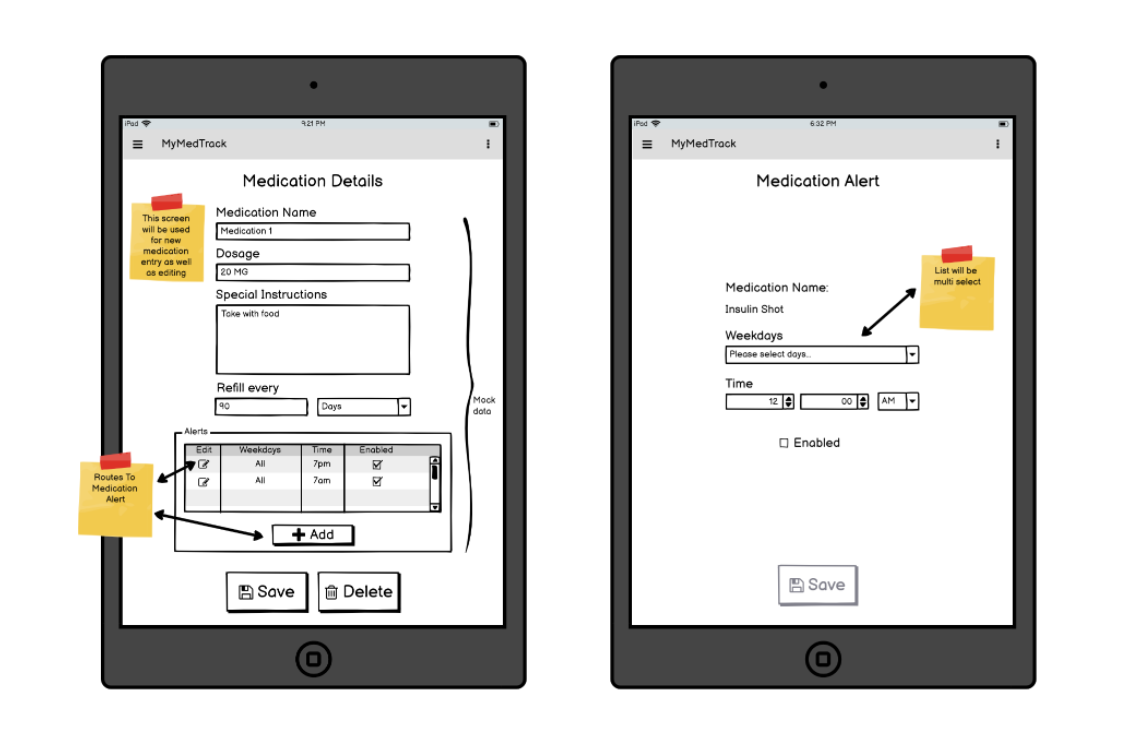 iPad
9:21 PM
MyMedTrack
Medication Details
This screen
will be used
for new
medication
entry as well
as editing
Medication Name
Medication 1
Dosage
20 MG
Special Instructions
Take with food
Refill every
90
Days
Mock
data
Alerts
Edit Weekdays Time Enabled
All 7pm
All 7am
Routes To
Medication
Alert
Add
Save
Delete
iPad
6:32 PM
MyMedTrack
Medication Alert
List will be
multi select
Medication Name:
Insulin Shot
Weekdays
Please select days..
Time
12 00 AM
Enabled
Save